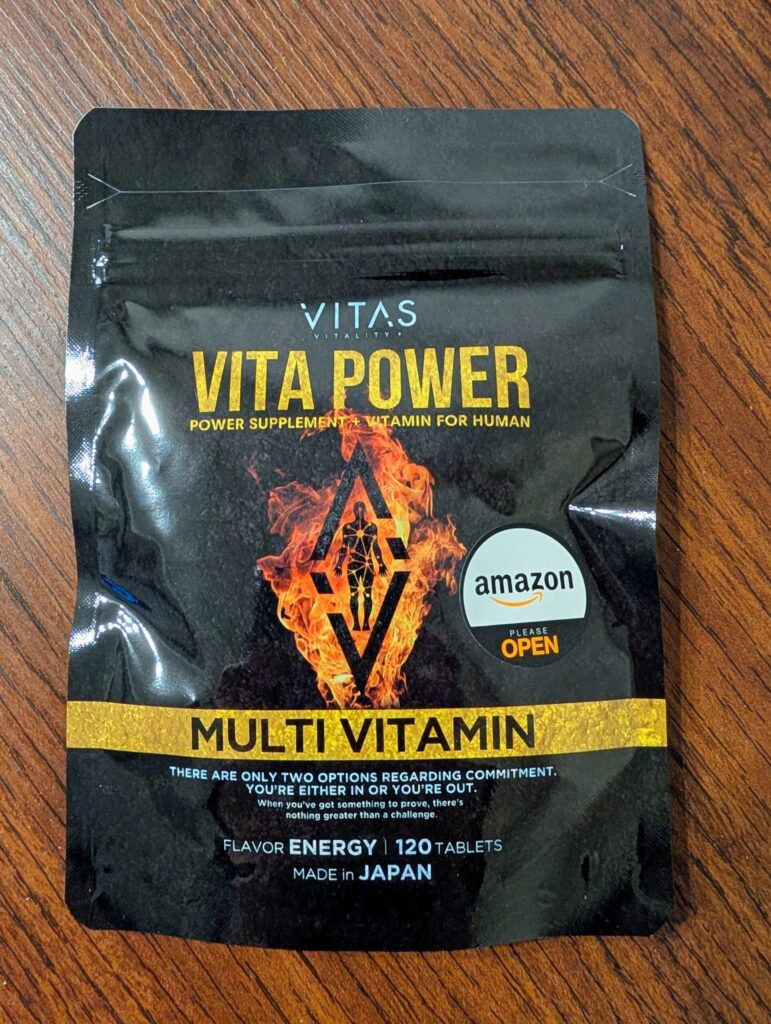 VITAS
VITALITY+
VITA POWER
POWER SUPPLEMENT + VITAMIN FOR HUMAN
amazon
PLEASE
OPEN
MULTI VITAMIN
THERE ARE ONLY TWO OPTIONS REGARDING COMMITMENT.
YOU'RE EITHER IN OR YOU'RE OUT.
When you've got something to prove, there's
nothing greater than a challenge.
FLAVOR ENERGY | 120 TABLETS
MADE in JAPAN